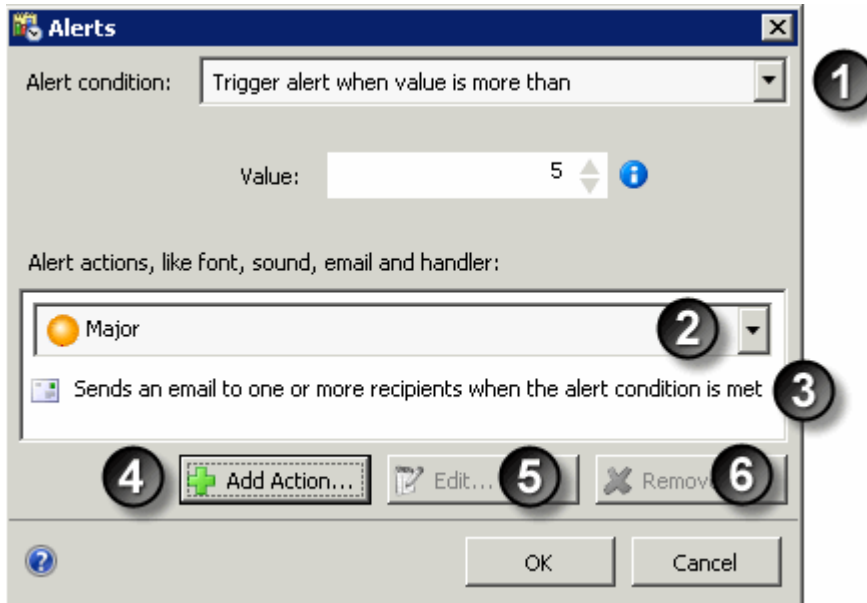 Alerts
Alert condition: Trigger alert when value is more than
1
Value: 5
Alert actions, like font, sound, email and handler:
Major 2
Sends an email to one or more recipients when the alert condition is met 3
4 Add Action... Edit... 5 Remov 6
OK Cancel